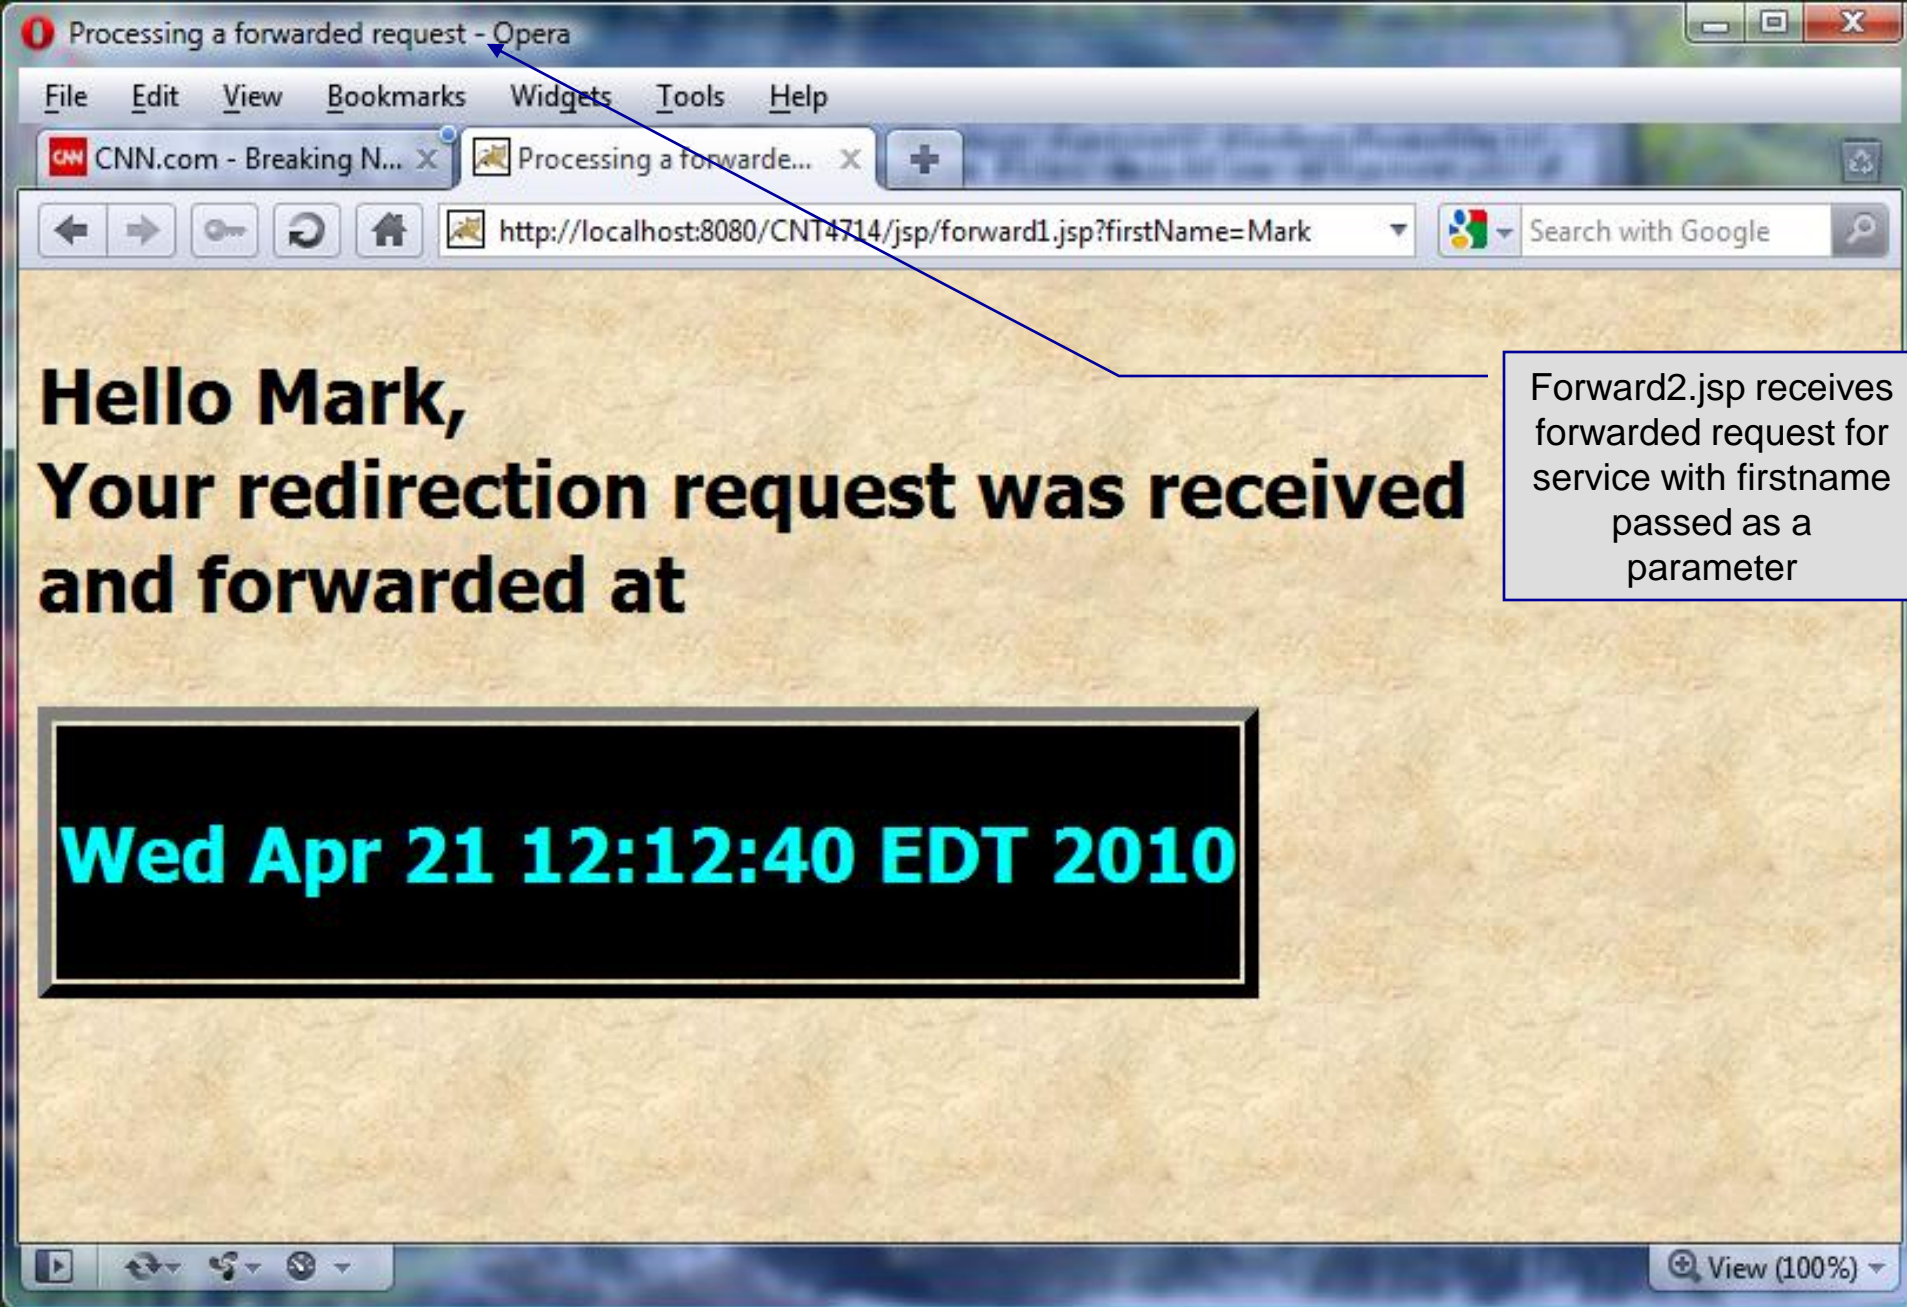 Processing a forwarded request - Opera
File Edit View Bookmarks Widgets Tools Help
CNN CNN.com - Breaking N... Processing a forwarde...
http://localhost:8080/CNT4714/jsp/forward1.jsp?firstName=Mark Search with Google
Hello Mark,
Your redirection request was received
and forwarded at
Wed Apr 21 12:12:40 EDT 2010
Forward2.jsp receives
forwarded request for
service with firstname
passed as a
parameter
View (100%)